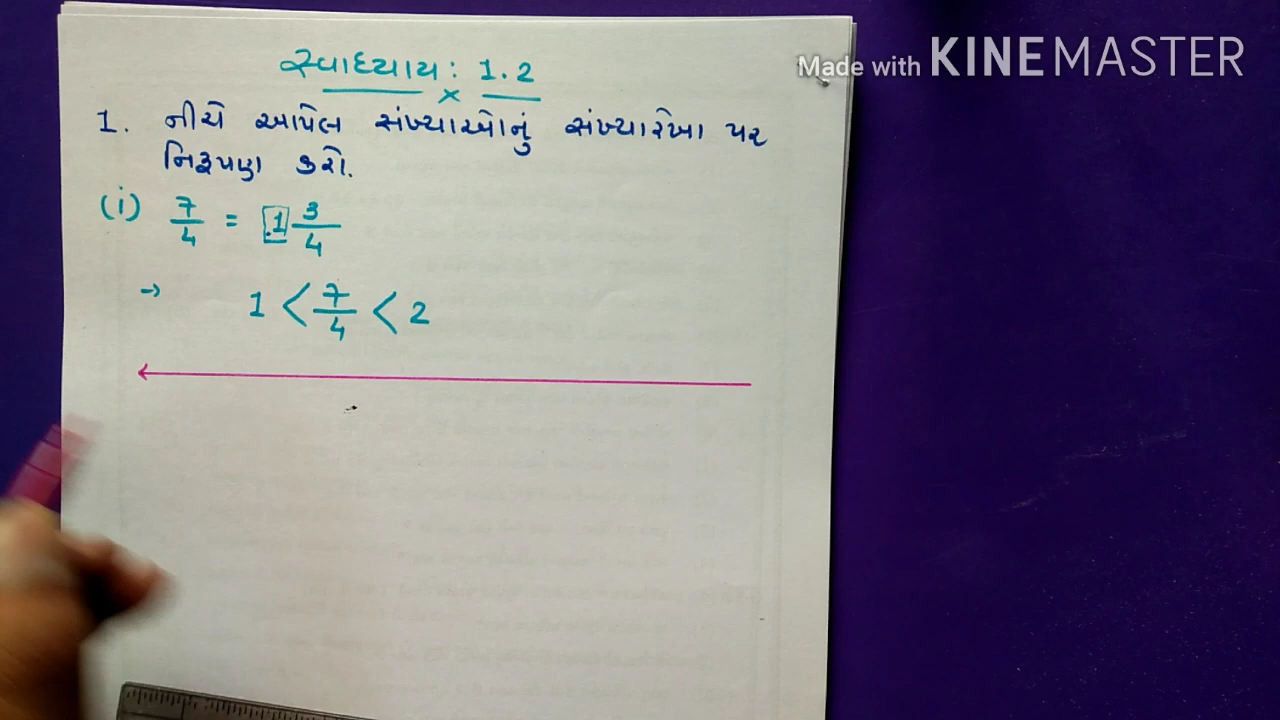 સ્વાધ્યાય : 1.2
Made with KINEMASTER
1. નીચે આપેલ સંખ્યાઓનું સંખ્યારેખા પર
નિરૂપણ કરો.
(i) 7/4 = 1 3/4
→ 1 < 7/4 < 2